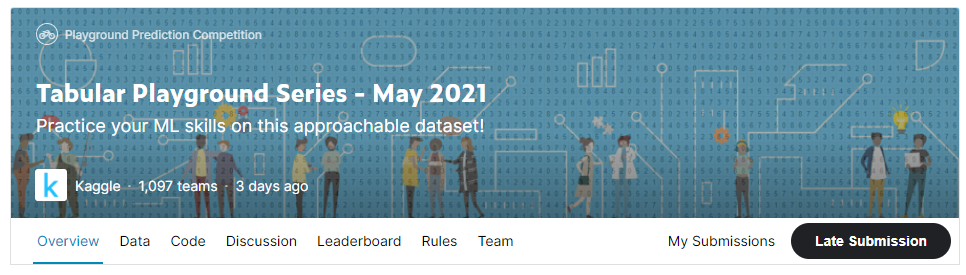 Playground Prediction Competition
Tabular Playground Series - May 2021
Practice your ML skills on this approachable dataset!
k Kaggle · 1,097 teams · 3 days ago
Overview Data Code Discussion Leaderboard Rules Team My Submissions Late Submission